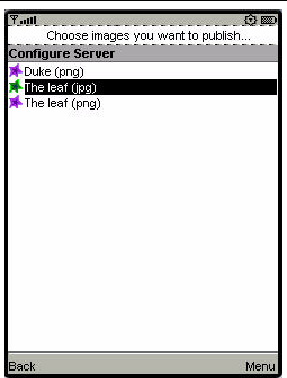 Choose images you want to publish...
Configure Server
Duke (png)
The leaf (jpg)
The leaf (png)
Back Menu